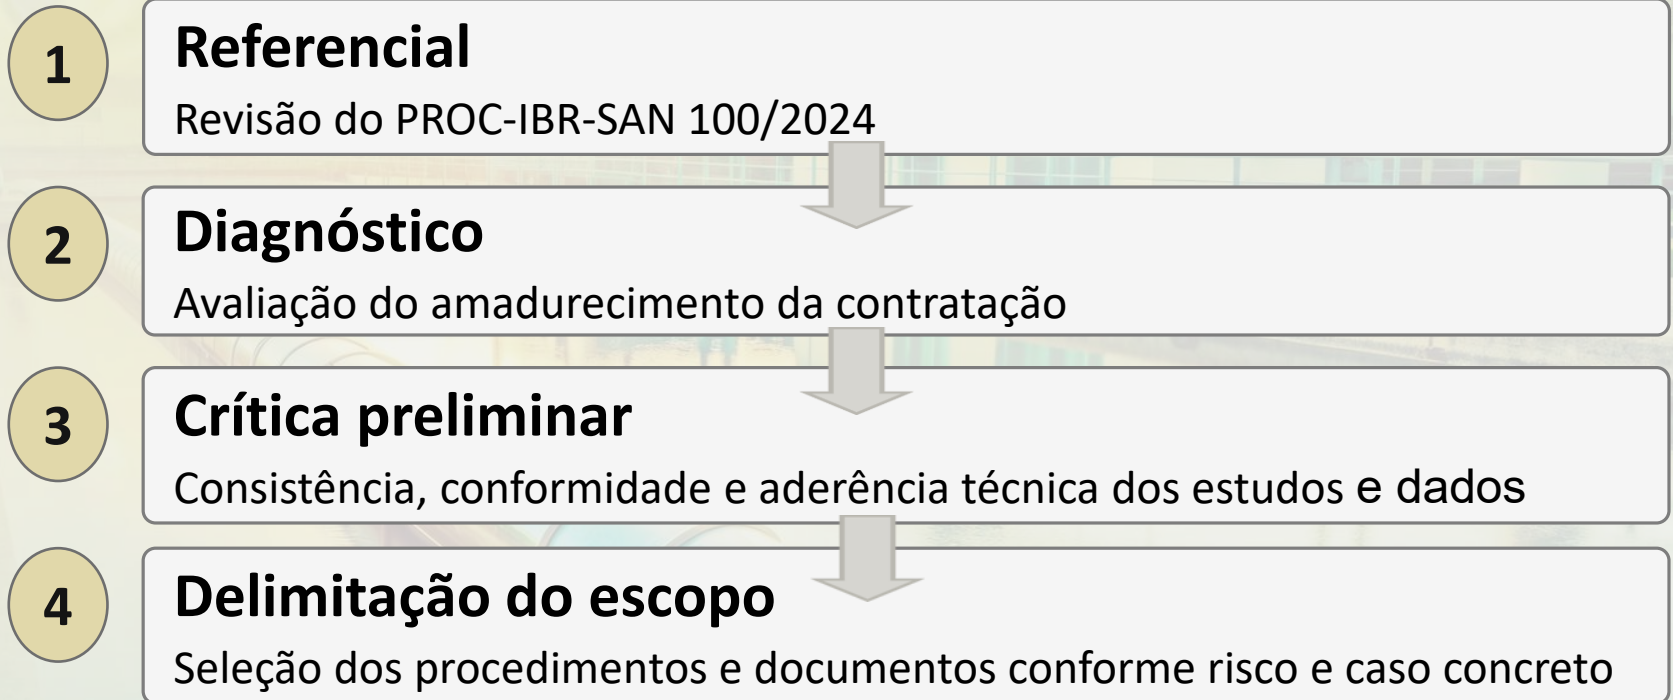 1
Referencial
Revisão do PROC-IBR-SAN 100/2024
2
Diagnóstico
Avaliação do amadurecimento da contratação
3
Crítica preliminar
Consistência, conformidade e aderência técnica dos estudos e dados
4
Delimitação do escopo
Seleção dos procedimentos e documentos conforme risco e caso concreto